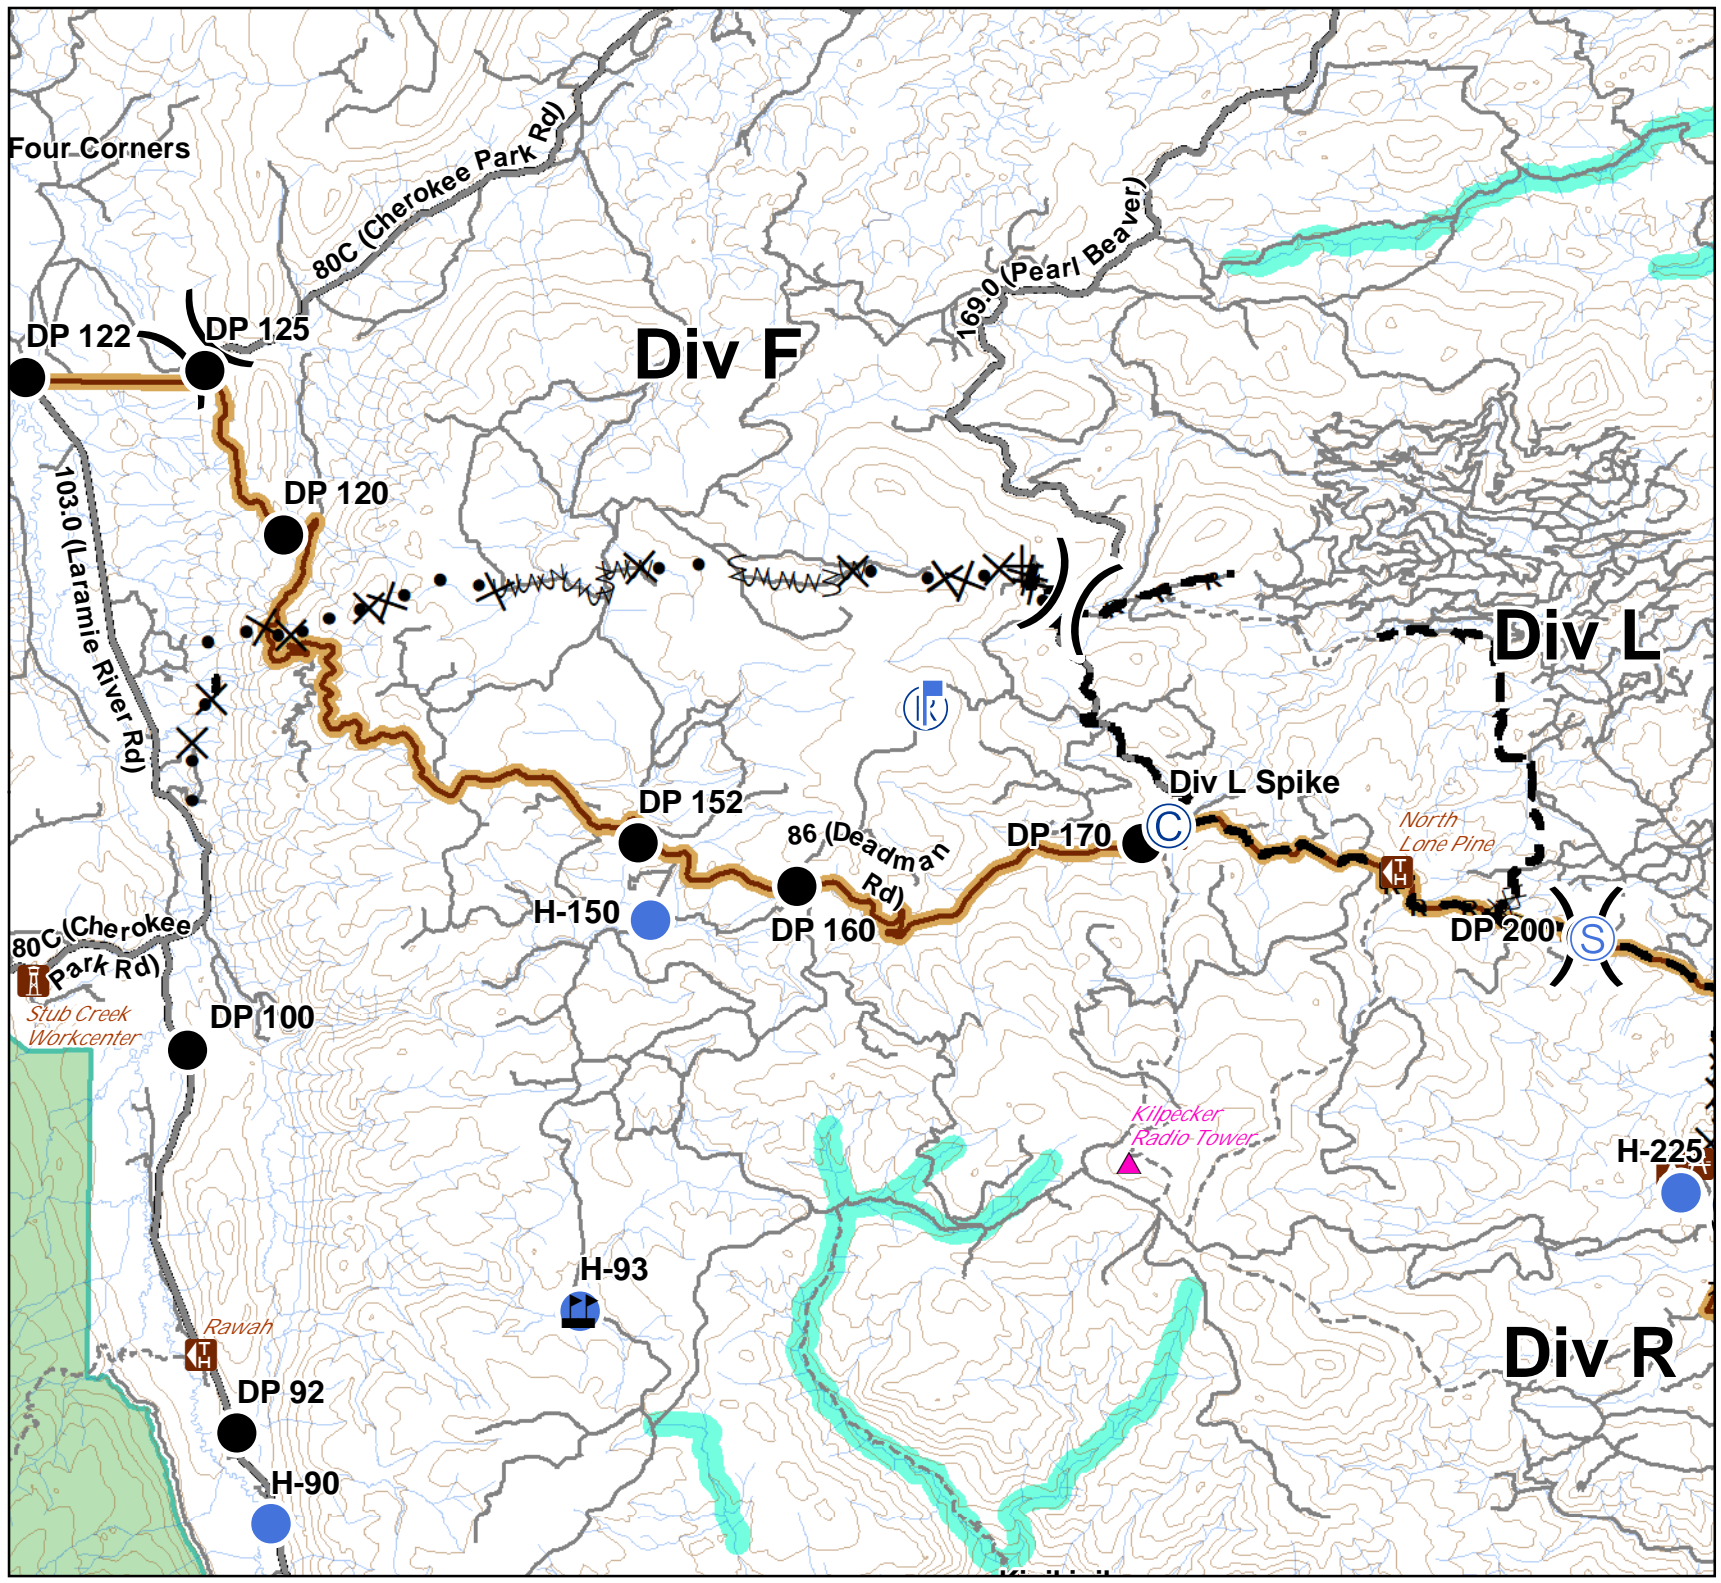 Four Corners
80C (Cherokee Park Rd)
169.0 (Pearl Beaver)
DP 122
DP 125
Div F
DP 120
103.0 (Laramie River Rd)
Div L
IR
Div L Spike
DP 152
86 (Deadman
Rd)
DP 170
C
North
Lone Pine
TH
H-150
DP 160
DP 200
S
80C (Cherokee
Park Rd)
Stub Creek
Workcenter
DP 100
Kilpecker
Radio Tower
H-225
H-93
Rawah
TH
Div R
DP 92
H-90